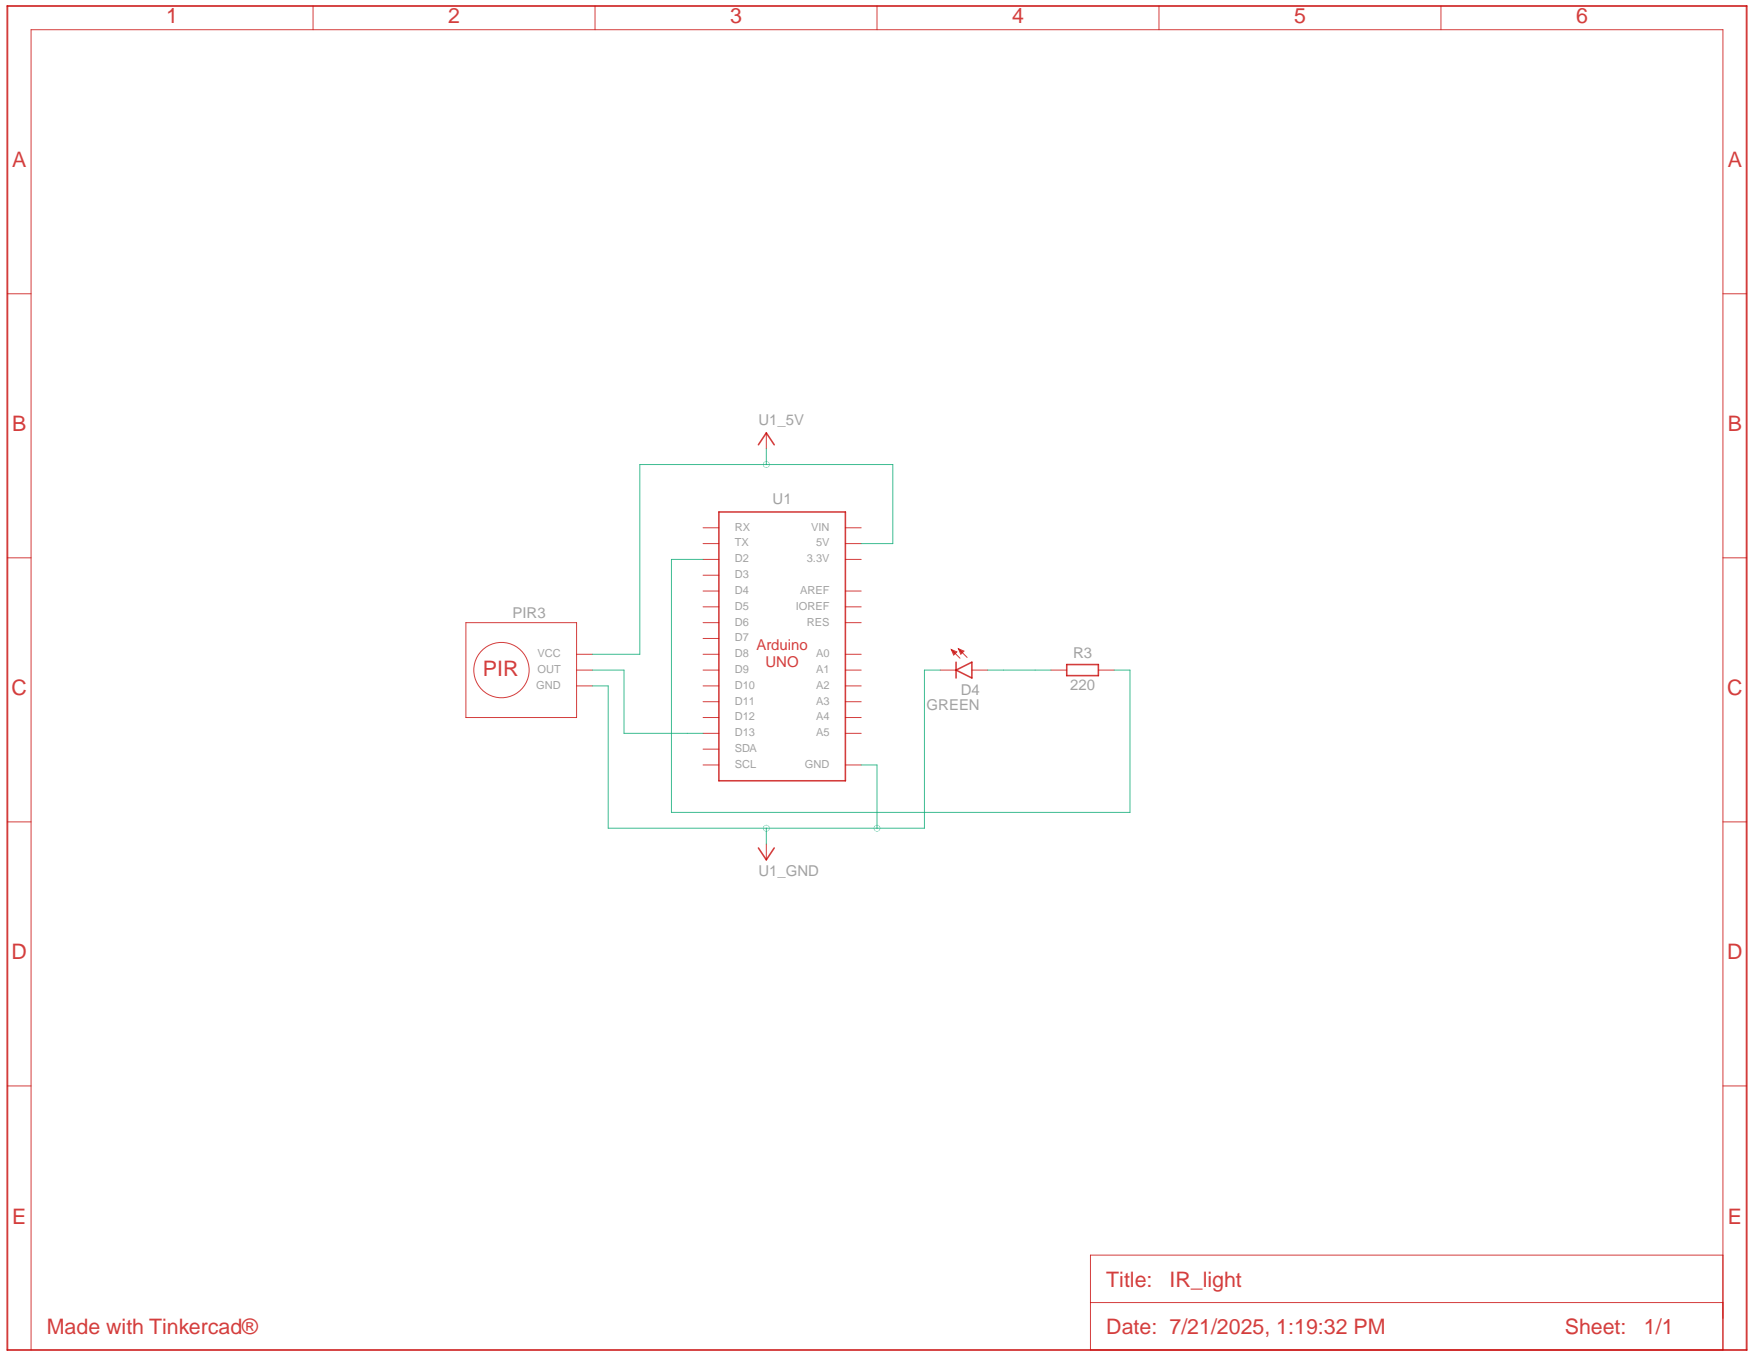 1 2 3 4 5 6
A A
B B
U1_5V
U1
RX VIN
TX 5V
D2 3.3V
D3
D4 AREF
D5 IOREF
D6 RES
D7
D8 A0
D9 A1
D10 A2
D11 A3
D12 A4
D13 A5
SDA
SCL GND
Arduino
UNO
PIR3
PIR
VCC
OUT
GND
D4
GREEN
R3
220
C C
U1_GND
D D
E E
Title: IR_light
Made with Tinkercad®
Date: 7/21/2025, 1:19:32 PM Sheet: 1/1